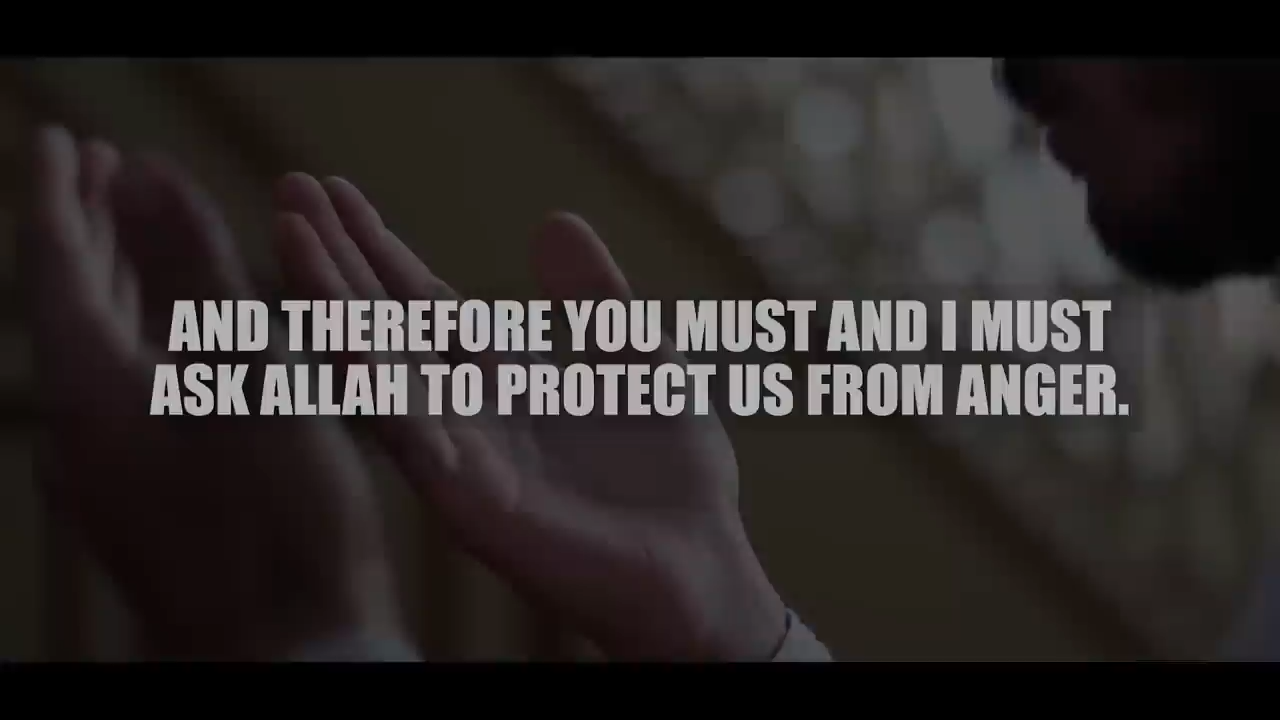 AND THEREFORE YOU MUST AND I MUST
ASK ALLAH TO PROTECT US FROM ANGER.